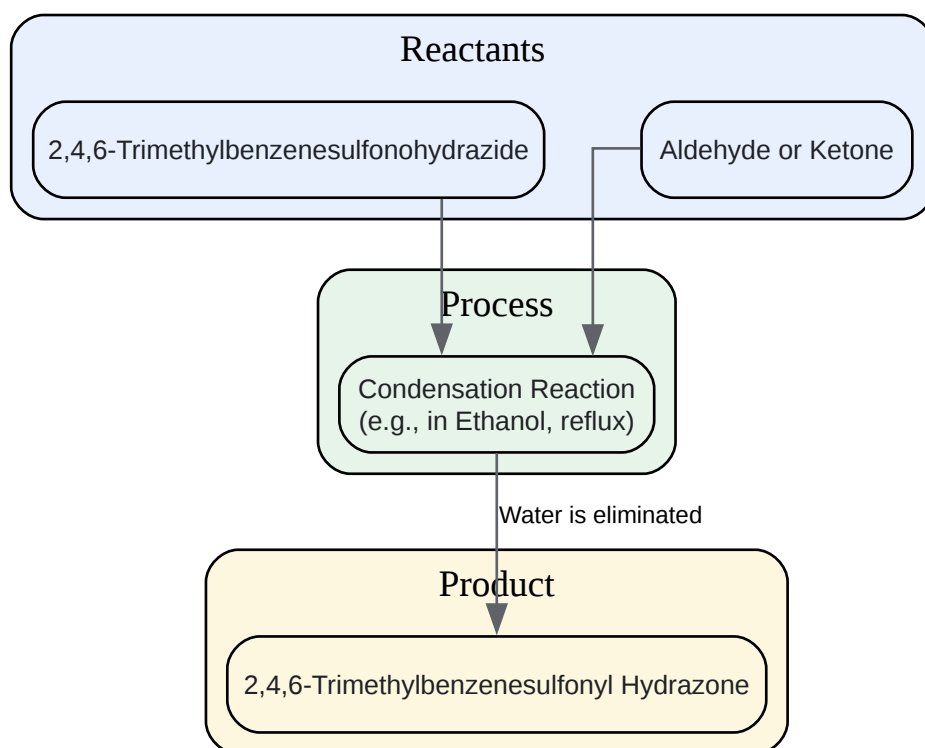 Reactants
2,4,6-Trimethylbenzenesulfonohydrazide
Aldehyde or Ketone
Process
Condensation Reaction
(e.g., in Ethanol, reflux)
Water is eliminated
Product
2,4,6-Trimethylbenzenesulfonyl Hydrazone